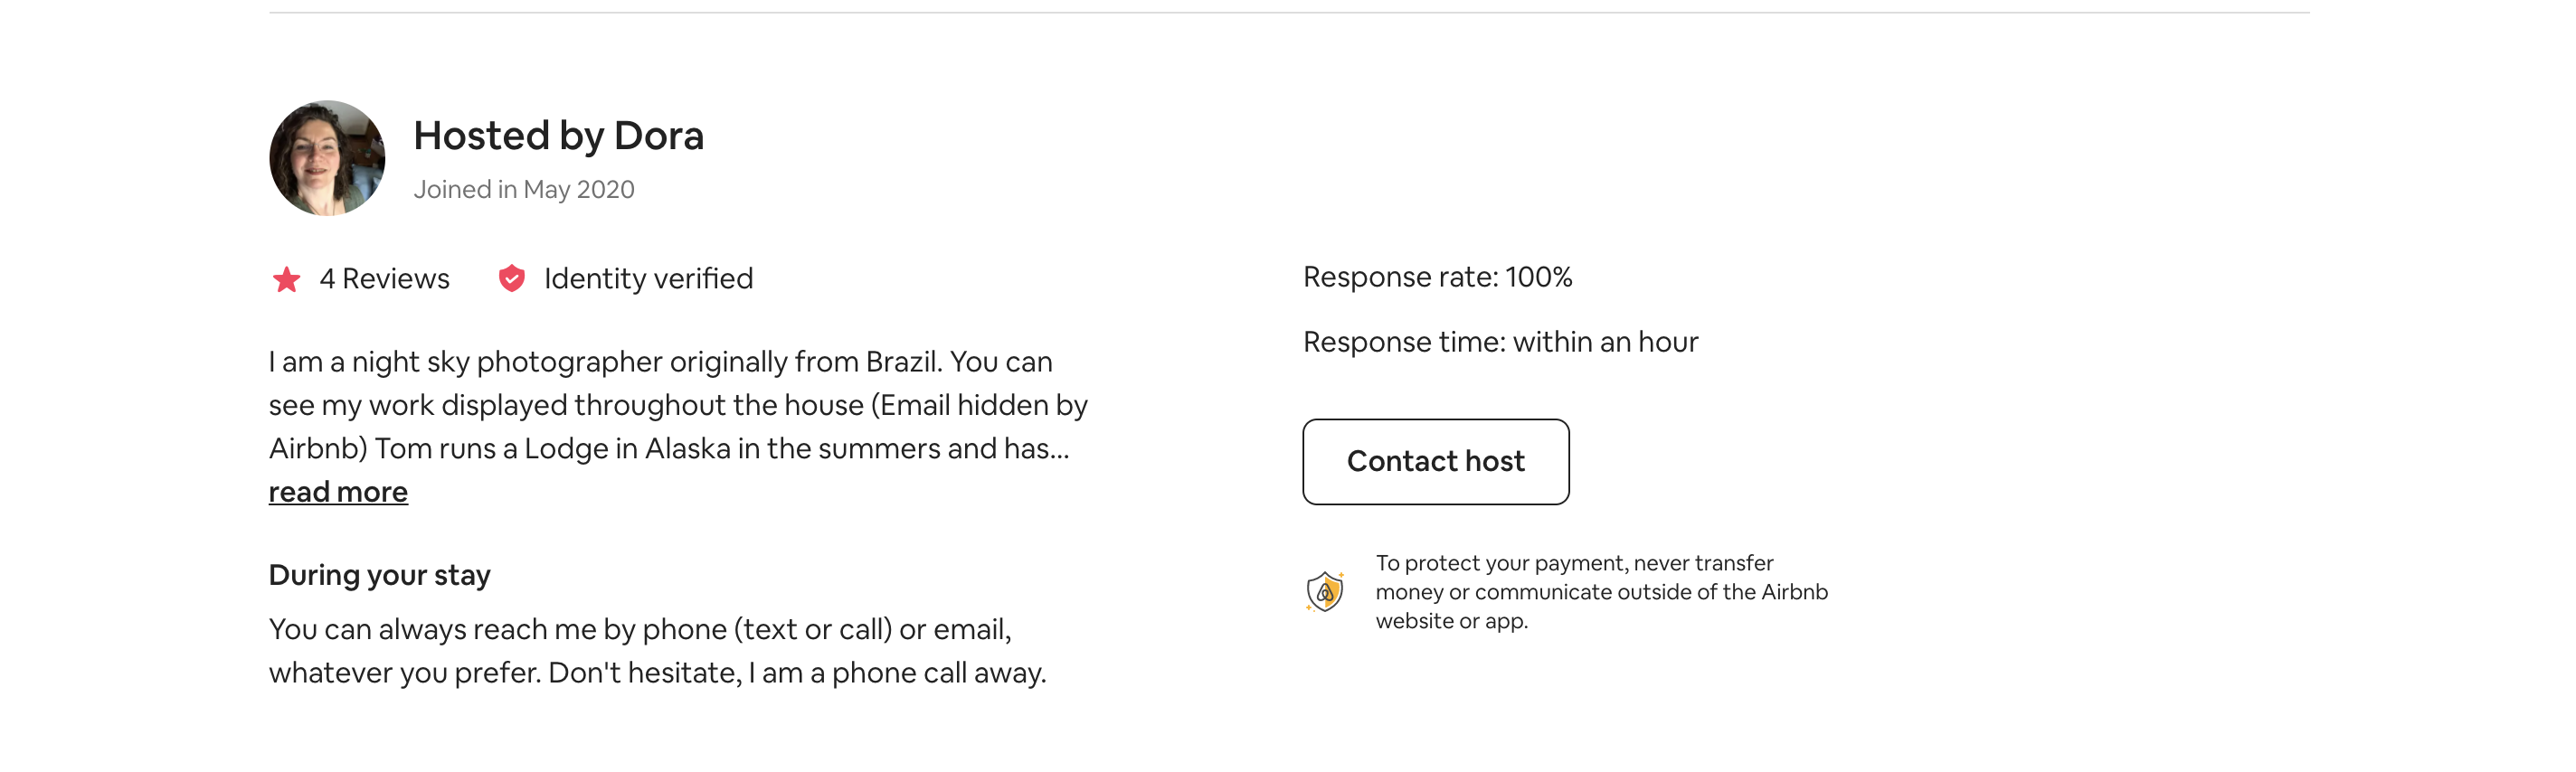 Hosted by Dora
Joined in May 2020
4 Reviews
Identity verified
I am a night sky photographer originally from Brazil. You can
see my work displayed throughout the house (Email hidden by
Airbnb) Tom runs a Lodge in Alaska in the summers and has...
read more
During your stay
You can always reach me by phone (text or call) or email,
whatever you prefer. Don't hesitate, I am a phone call away.
Response rate: 100%
Response time: within an hour
Contact host
To protect your payment, never transfer
money or communicate outside of the Airbnb
website or app.